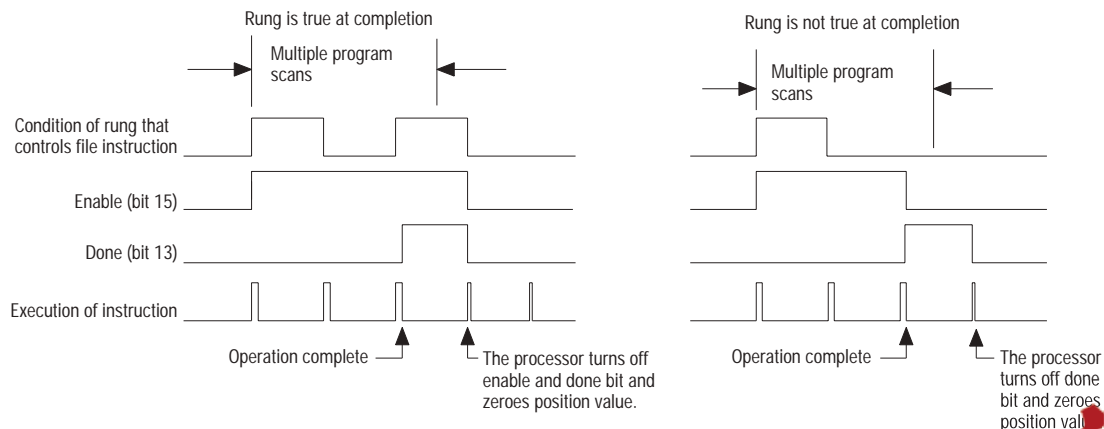 Rung is true at completion
Multiple program
scans
Condition of rung that
controls file instruction
Enable (bit 15)
Done (bit 13)
Execution of instruction
Operation complete
The processor turns off
enable and done bit and
zeroes position value.
Rung is not true at completion
Multiple program
scans
Operation complete
The processor
turns off done
bit and zeroes
position